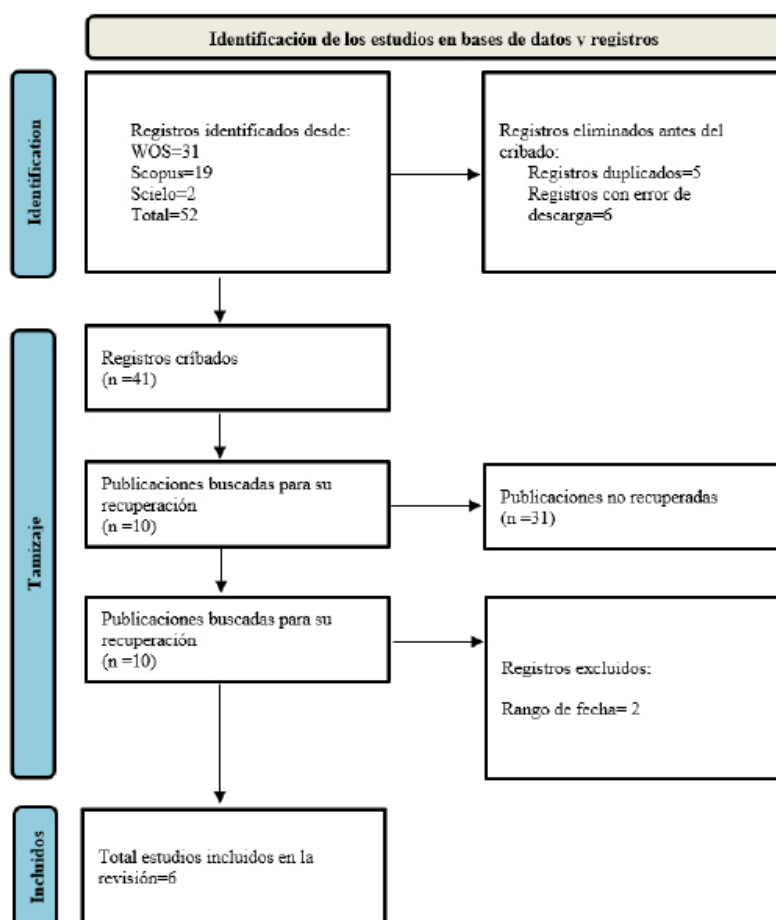 Identificación de los estudios en bases de datos y registros
Identification
Registros identificados desde:
WOS=31
Scopus=19
Scielo=2
Total=52
Registros eliminados antes del
cribado:
Registros duplicados=5
Registros con error de
descarga=6
Tamizaje
Registros cribados
(n =41)
Publicaciones buscadas para su
recuperación
(n =10)
Publicaciones no recuperadas
(n =31)
Publicaciones buscadas para su
recuperación
(n =10)
Registros excluidos:
Rango de fecha= 2
Incluidos
Total estudios incluidos en la
revisión=6